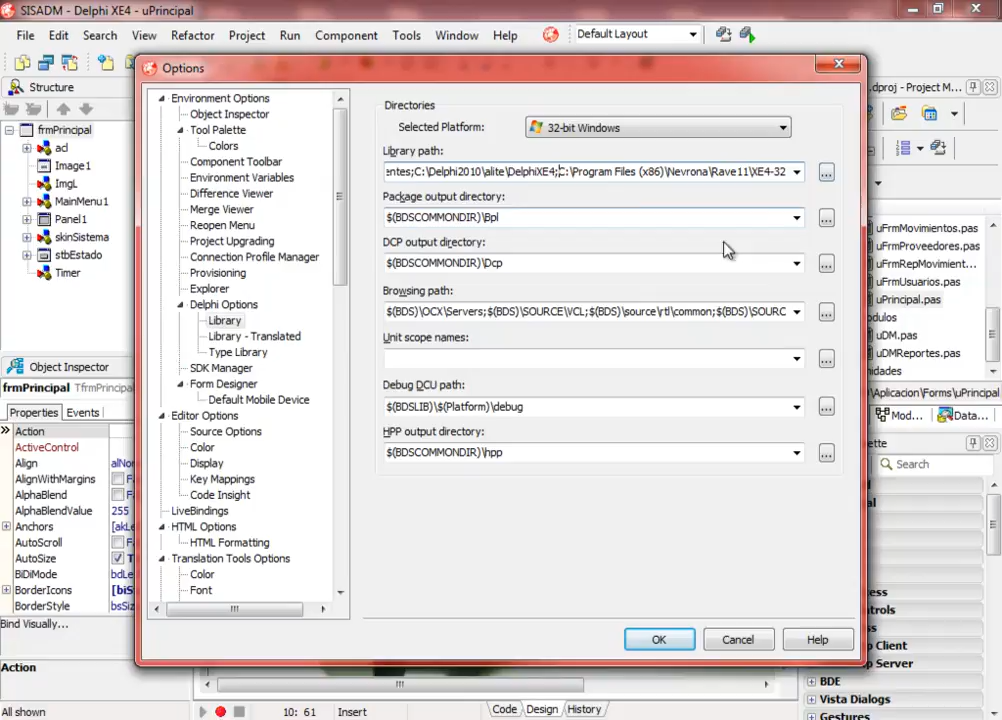 SISADM - Delphi XE4 - uPrincipal
File Edit Search View Refactor Project Run Component Tools Window Help
Default Layout
Structure
frmPrincipal
acl
Image1
ImgL
MainMenu1
Panel1
skinSistema
stbEstado
Timer
Object Inspector
frmPrincipal TfrmPrincipal
Properties Events
Action
ActiveControl
Align alNon
AlignWithMargins
AlphaBlend
AlphaBlendValue 255
Anchors [akLe
AutoScroll
AutoSize
BiDiMode bdLe
BorderIcons [biS
BorderStyle bsSiz
Bind Visually...
Action
All shown
Options
Environment Options
Object Inspector
Tool Palette
Colors
Component Toolbar
Environment Variables
Difference Viewer
Merge Viewer
Reopen Menu
Project Upgrading
Connection Profile Manager
Provisioning
Explorer
Delphi Options
Library
Library - Translated
Type Library
SDK Manager
Form Designer
Default Mobile Device
Editor Options
Source Options
Color
Display
Key Mappings
Code Insight
LiveBindings
HTML Options
HTML Formatting
Translation Tools Options
Color
Font
Directories
Selected Platform: 32-bit Windows
Library path:
entes;C:\Delphi2010\alite\DelphiXE4;C:\Program Files (x86)\Nevrona\Rave11\XE4-32
...
Package output directory:
$(BDSCOMMONDIR)\Bpl
...
DCP output directory:
$(BDSCOMMONDIR)\Dcp
...
Browsing path:
$(BDS)\OCX\Servers;$(BDS)\SOURCE\VCL;$(BDS)\source\rtl\common;$(BDS)\SOURC
...
Unit scope names:
...
Debug DCU path:
$(BDSLIB)\$(Platform)\debug
...
HPP output directory:
$(BDSCOMMONDIR)\hpp
...
OK Cancel Help
.dproj - Project M...
uFrmMovimientos.pas
uFrmProveedores.pas
uFrmRepMovimient...
uFrmUsuarios.pas
uPrincipal.pas
odulos
uDM.pas
uDMReportes.pas
nidades
\Aplicacion\Forms\uPrincipal
Mod... Data...
ette
Search
ess
ontrols
p Client
p Server
BDE
Vista Dialogs
Gestures
10: 61 Insert Code Design History